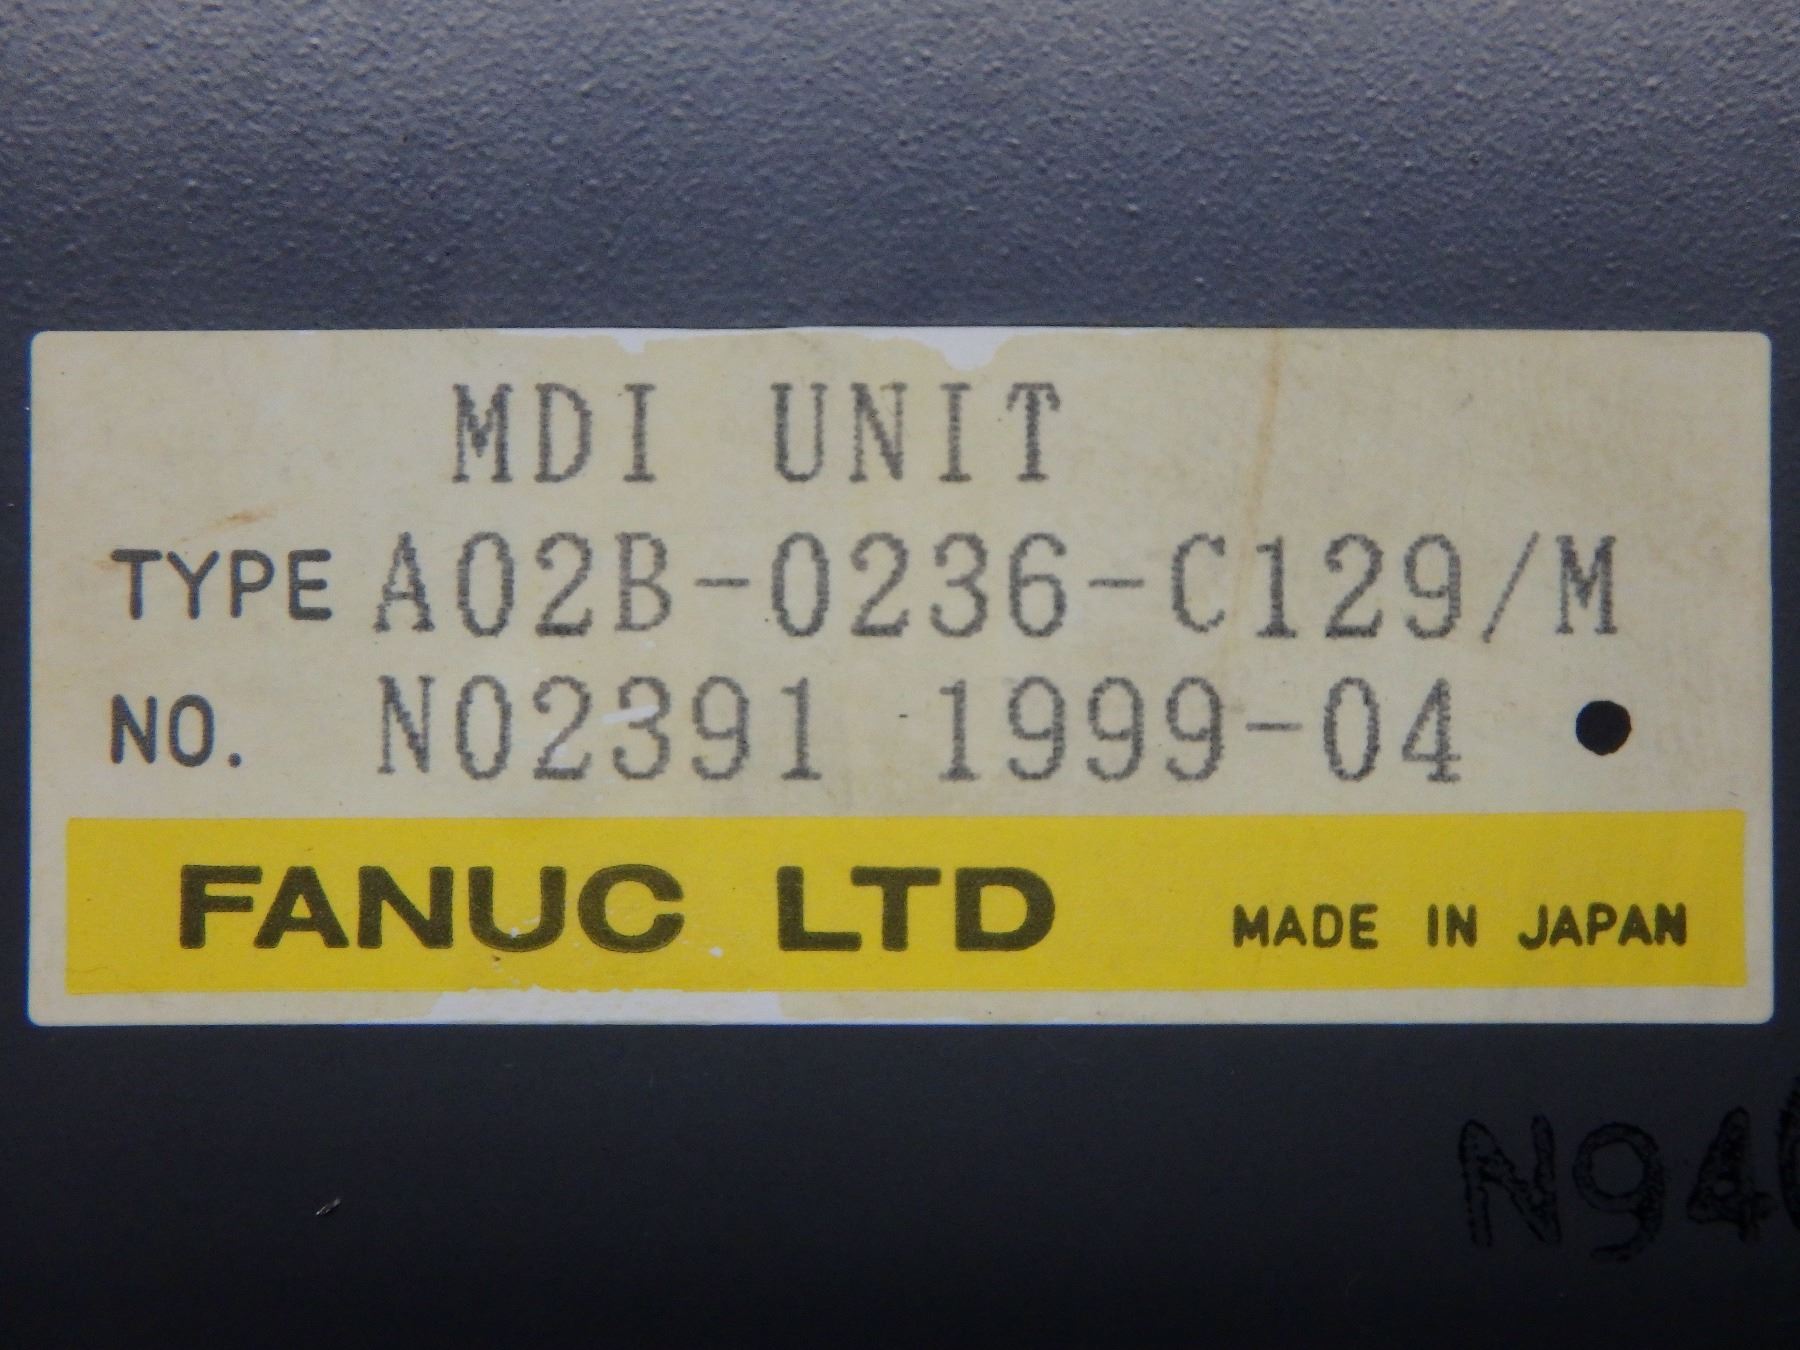 MDI UNIT
TYPE A02B-0236-C129/M
NO. N02391 1999-04
FANUC LTD MADE IN JAPAN